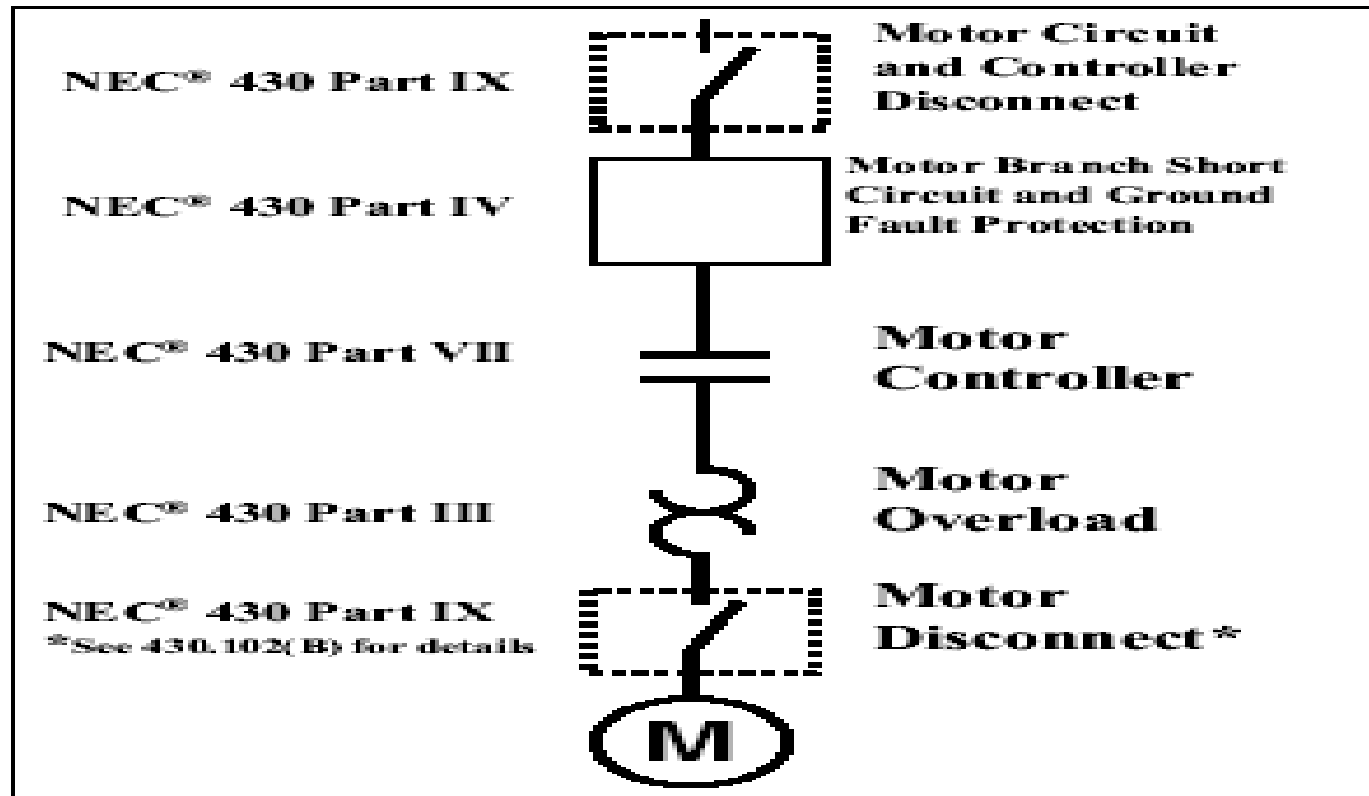 NEC® 430 Part IX
Motor Circuit
and Controller
Disconnect
NEC® 430 Part IV
Motor Branch Short
Circuit and Ground
Fault Protection
NEC® 430 Part VII
Motor
Controller
NEC® 430 Part III
Motor
Overload
NEC® 430 Part IX
*See 430.102(B) for details
Motor
Disconnect*
M